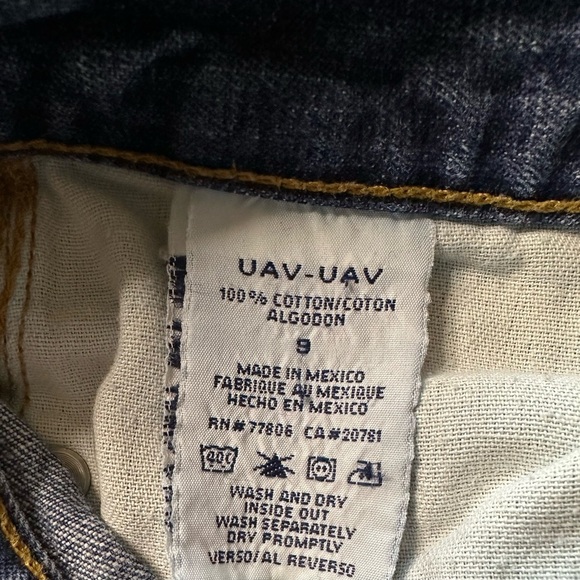 UAV-UAV
100% COTTON/COTON
ALGODON
9
MADE IN MEXICO
FABRIQUE AU MEXIQUE
HECHO EN MEXICO
RN#77806 CA#20781
40C
WASH AND DRY
INSIDE OUT
WASH SEPARATELY
DRY PROMPTLY
VERSO/AL REVERSO